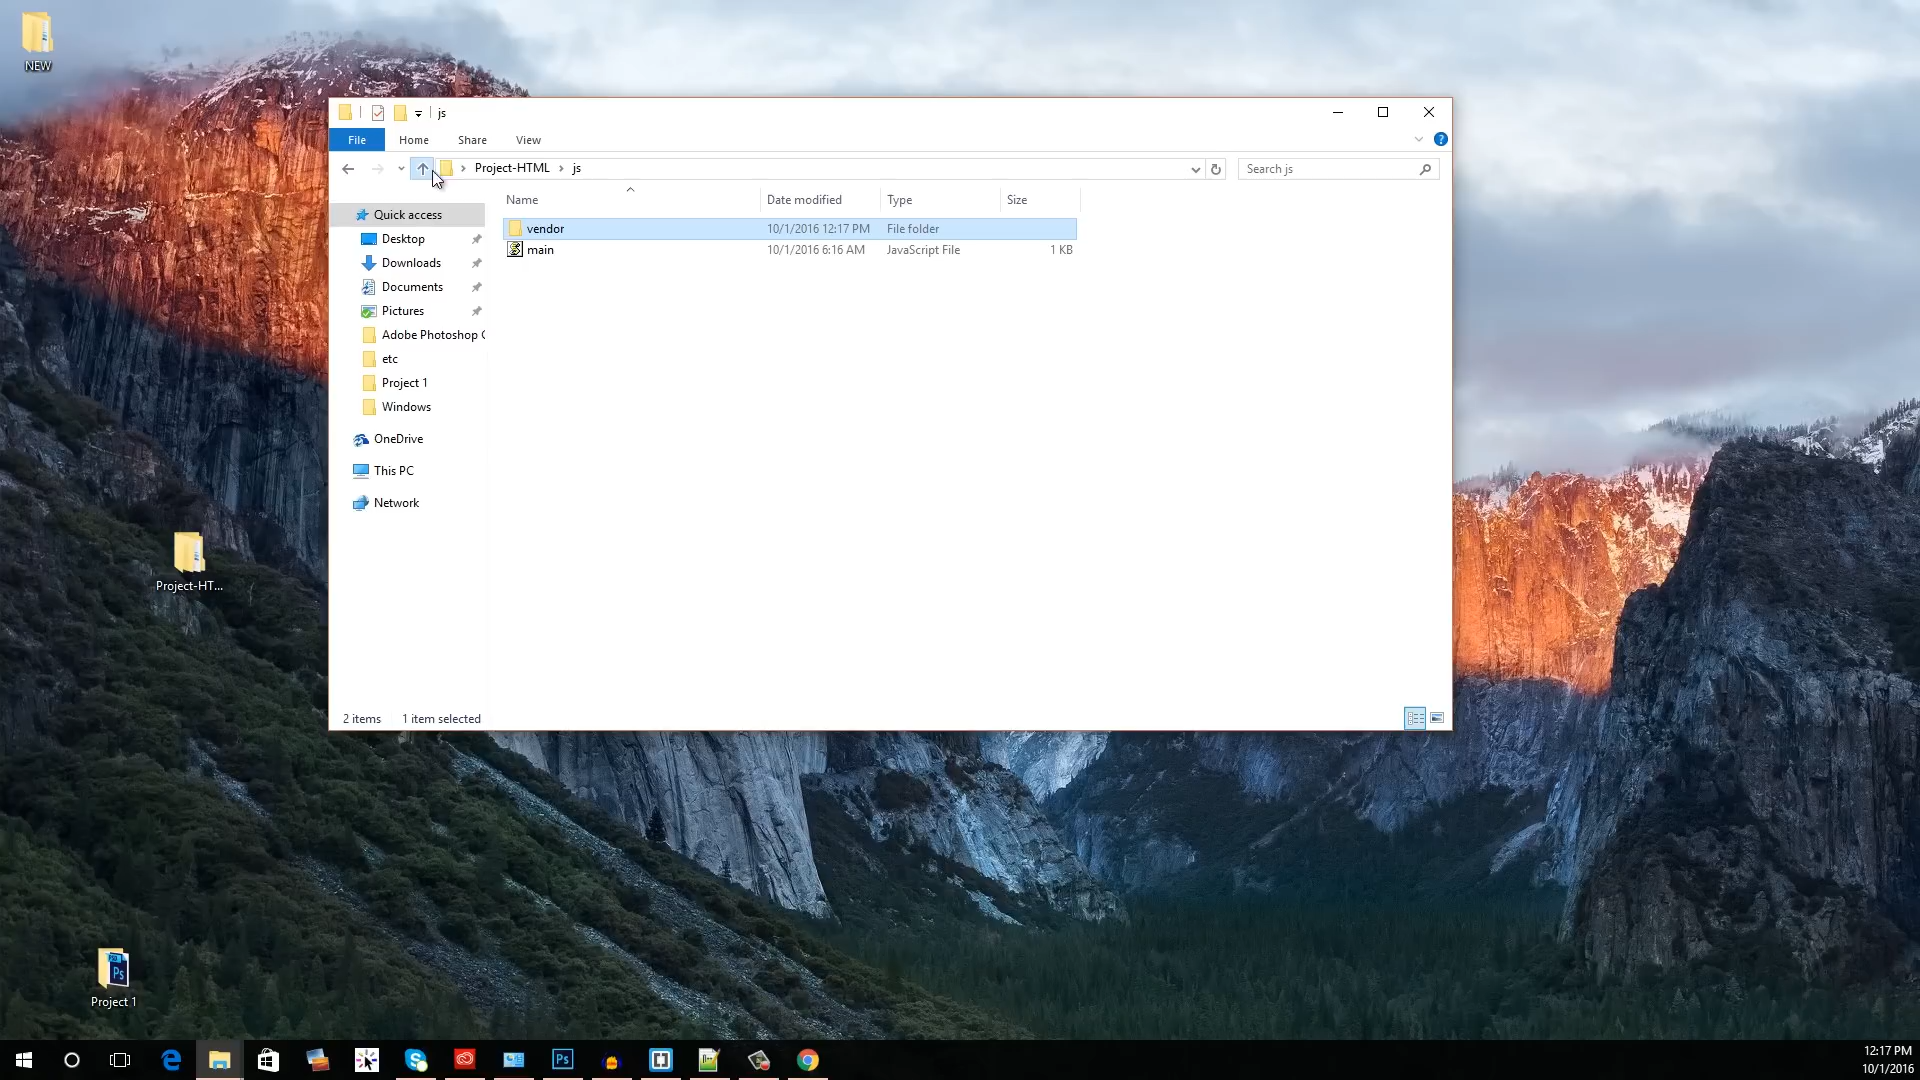 NEW
js
File Home Share View
Project-HTML js
Search js
Name Date modified Type Size
Quick access
vendor 10/1/2016 12:17 PM File folder
Desktop
main 10/1/2016 6:16 AM JavaScript File 1 KB
Downloads
Documents
Pictures
Adobe Photoshop C
etc
Project 1
Windows
OneDrive
This PC
Network
Project-HT...
2 items 1 item selected
Ps
Project 1
Ps
12:17 PM
10/1/2016